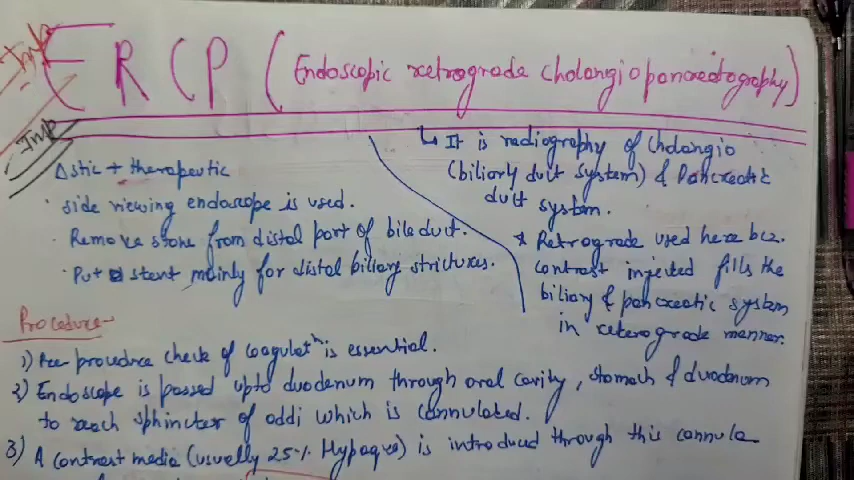 Imp
ERCP (Endoscopic retrograde cholangiopancreatography)
Imp
Δstic + therapeutic
· side viewing endoscope is used.
· Remove stone from distal part of bile duct.
· Put stent mainly for distal biliary strictures.
↳ It is radiography of Cholangio
(biliary duct system) & Pancreatic
duct system.
* Retrograde used here bcz.
contrast injected fills the
biliary & pancreatic system
in reterograde manner.
Procedure-
1) Pre-procedure check of coagulatⁿ is essential.
2) Endoscope is passed upto duodenum through oral cavity, stomach & duodenum
to reach sphincter of oddi which is cannulated.
3) A contrast media (usually 25% Hypaque) is introduced through this cannula